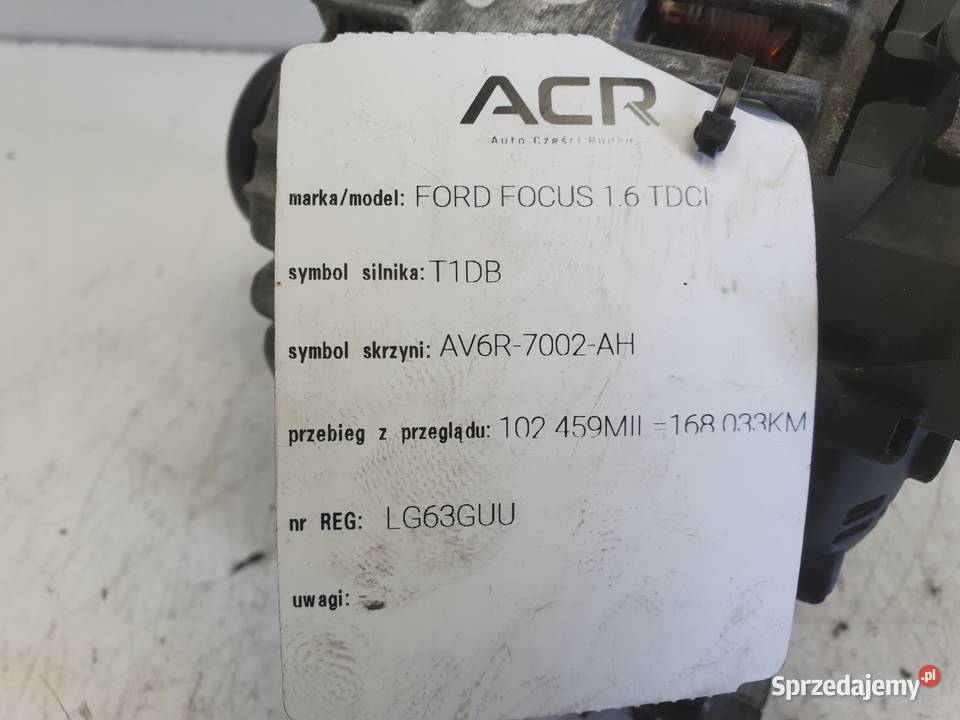 ACR
Auto Części Rudka
marka/model: FORD FOCUS 1.6 TDCI
symbol silnika: T1DB
symbol skrzyni: AV6R-7002-AH
przebieg z przeglądu: 102 459MIL=168 033KM
nr REG: LG63GUU
uwagi: -
Sprzedajemy.pl